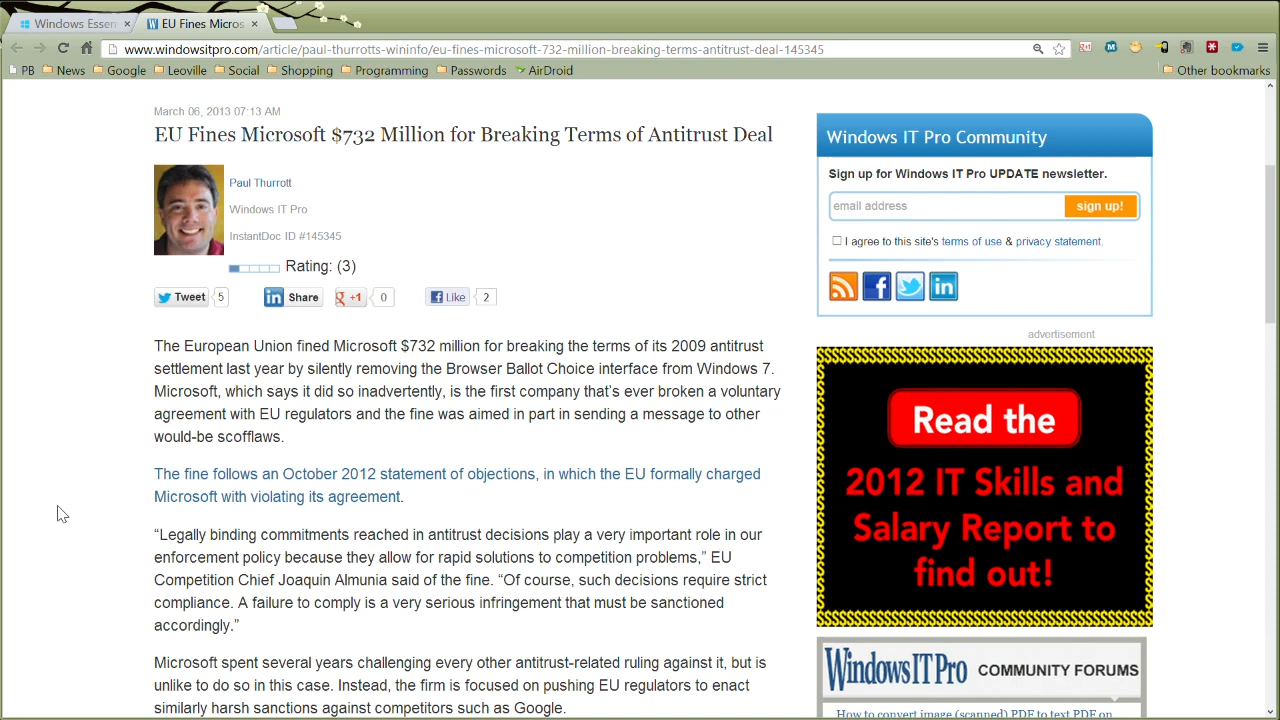 Windows Essen
EU Fines Micros
www.windowsitpro.com/article/paul-thurrotts-wininfo/eu-fines-microsoft-732-million-breaking-terms-antitrust-deal-145345
PB News Google Leoville Social Shopping Programming Passwords AirDroid
Other bookmarks
March 06, 2013 07:13 AM
EU Fines Microsoft $732 Million for Breaking Terms of Antitrust Deal
Paul Thurrott
Windows IT Pro
InstantDoc ID #145345
Rating: (3)
Tweet 5 in Share g +1 0 f Like 2
The European Union fined Microsoft $732 million for breaking the terms of its 2009 antitrust
settlement last year by silently removing the Browser Ballot Choice interface from Windows 7.
Microsoft, which says it did so inadvertently, is the first company that’s ever broken a voluntary
agreement with EU regulators and the fine was aimed in part in sending a message to other
would-be scofflaws.
The fine follows an October 2012 statement of objections, in which the EU formally charged
Microsoft with violating its agreement.
“Legally binding commitments reached in antitrust decisions play a very important role in our
enforcement policy because they allow for rapid solutions to competition problems,” EU
Competition Chief Joaquin Almunia said of the fine. “Of course, such decisions require strict
compliance. A failure to comply is a very serious infringement that must be sanctioned
accordingly.”
Microsoft spent several years challenging every other antitrust-related ruling against it, but is
unlike to do so in this case. Instead, the firm is focused on pushing EU regulators to enact
similarly harsh sanctions against competitors such as Google.
Windows IT Pro Community
Sign up for Windows IT Pro UPDATE newsletter.
email address sign up!
I agree to this site's terms of use & privacy statement.
advertisement
Read the
2012 IT Skills and
Salary Report to
find out!
WindowsITPro COMMUNITY FORUMS
How to convert image (scanned) PDF to text PDF on